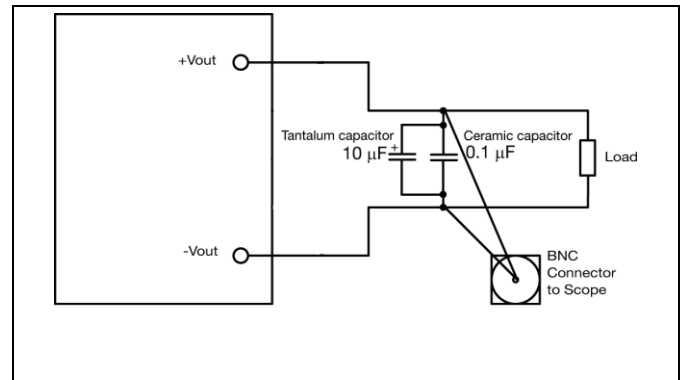 +Vout
Tantalum capacitor
10 µF
+
Ceramic capacitor
0.1 µF
Load
-Vout
BNC
Connector
to Scope